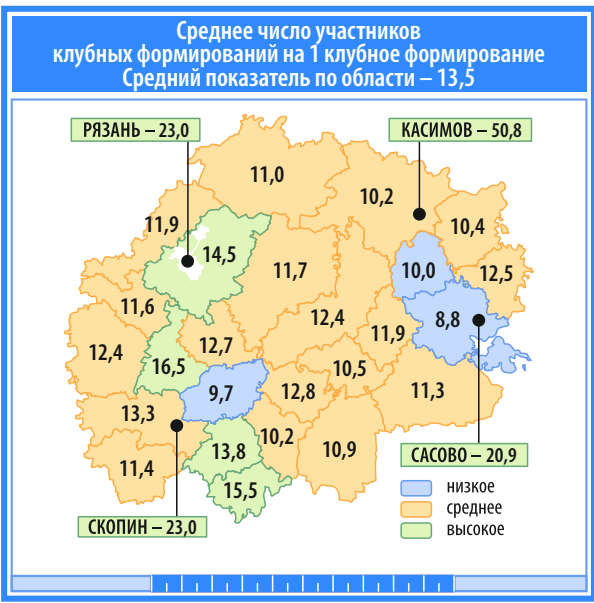 Среднее число участников
клубных формирований на 1 клубное формирование
Средний показатель по области – 13,5
РЯЗАНЬ – 23,0
КАСИМОВ – 50,8
11,0
10,2
11,9
10,4
14,5
11,7
10,0
12,5
11,6
12,4
8,8
11,9
12,4
12,7
16,5
10,5
9,7
12,8
11,3
13,3
10,2
13,8
10,9
11,4
САСОВО – 20,9
15,5
низкое
среднее
СКОПИН – 23,0
высокое